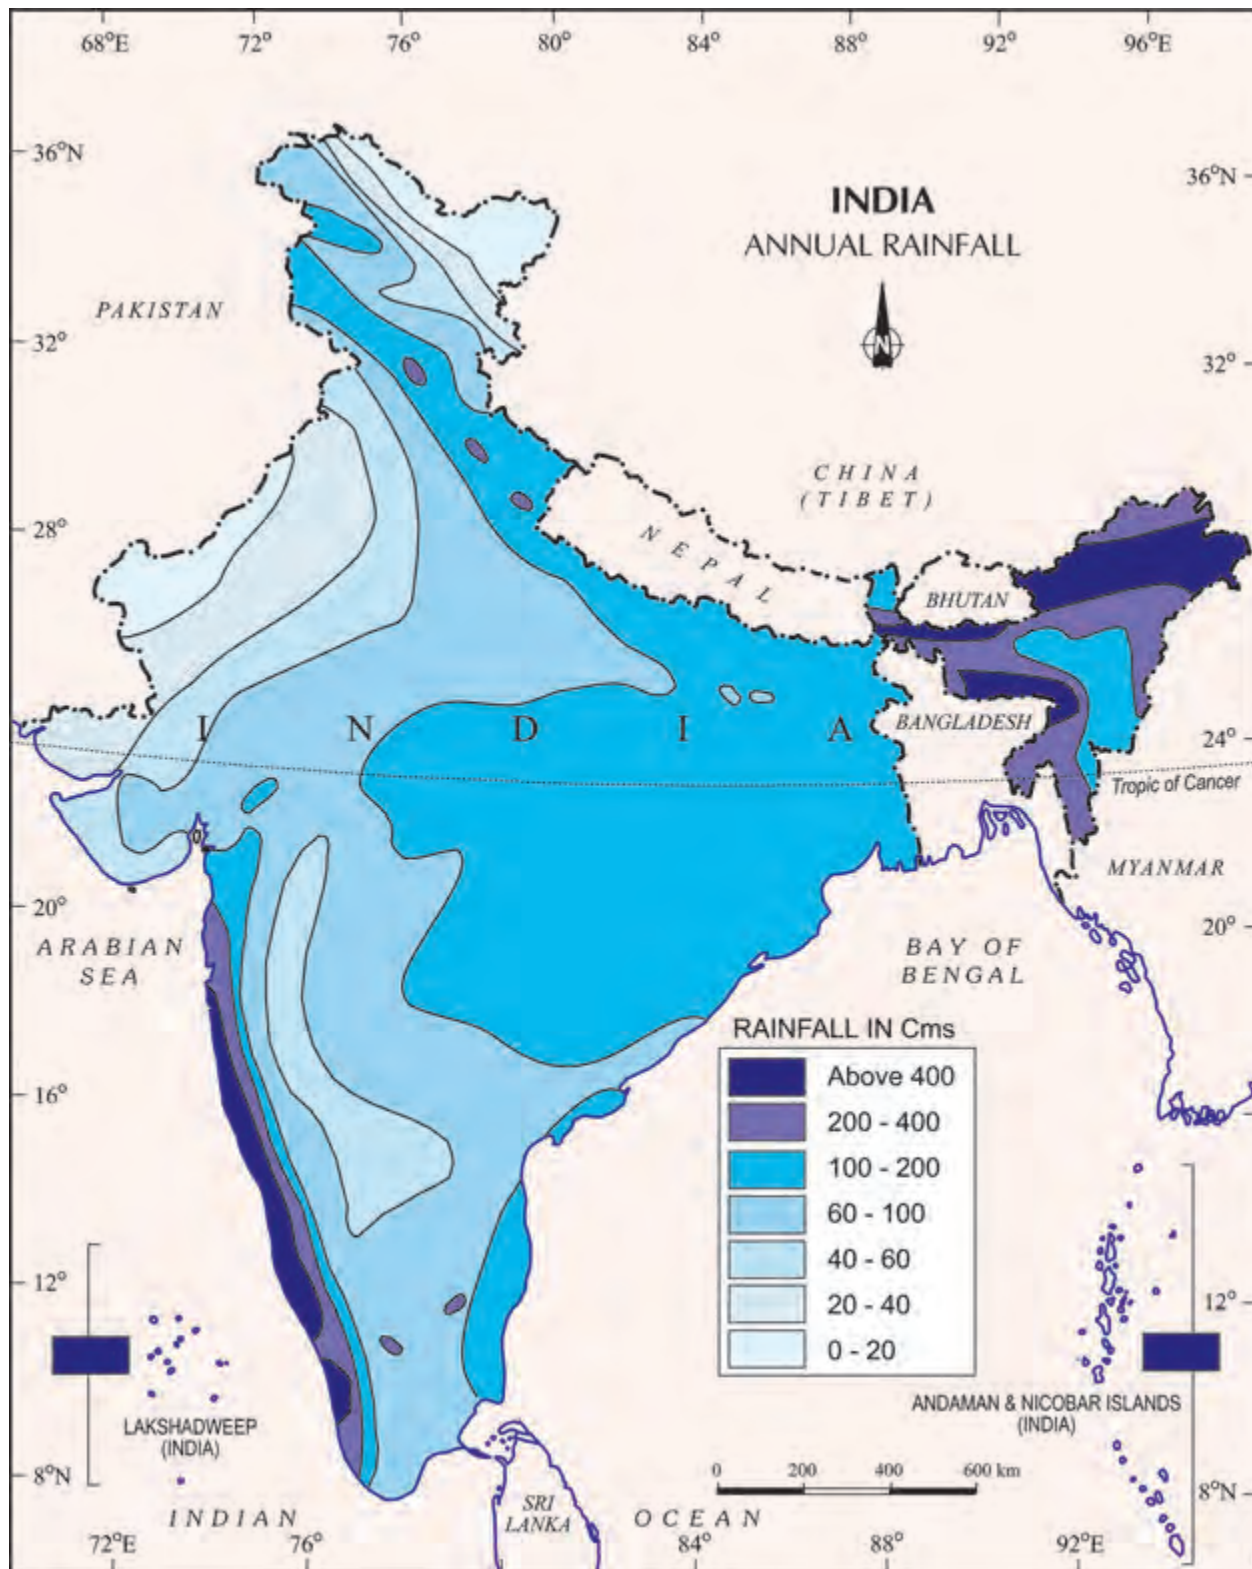 68°E 72° 76° 80° 84° 88° 92° 96°E
36°N
36°N
INDIA
ANNUAL RAINFALL
N
PAKISTAN
32°
32°
CHINA
(TIBET)
28°
28°
NEPAL
BHUTAN
INDIA
BANGLADESH
24°
Tropic of Cancer
MYANMAR
20°
20°
ARABIAN
SEA
BAY OF
BENGAL
RAINFALL IN Cms
Above 400
200 - 400
100 - 200
60 - 100
40 - 60
20 - 40
0 - 20
16°
12°
12°
LAKSHADWEEP
(INDIA)
ANDAMAN & NICOBAR ISLANDS
(INDIA)
8°N
8°N
0 200 400 600 km
SRI
LANKA
INDIAN OCEAN
72°E 76° 84° 88° 92°E